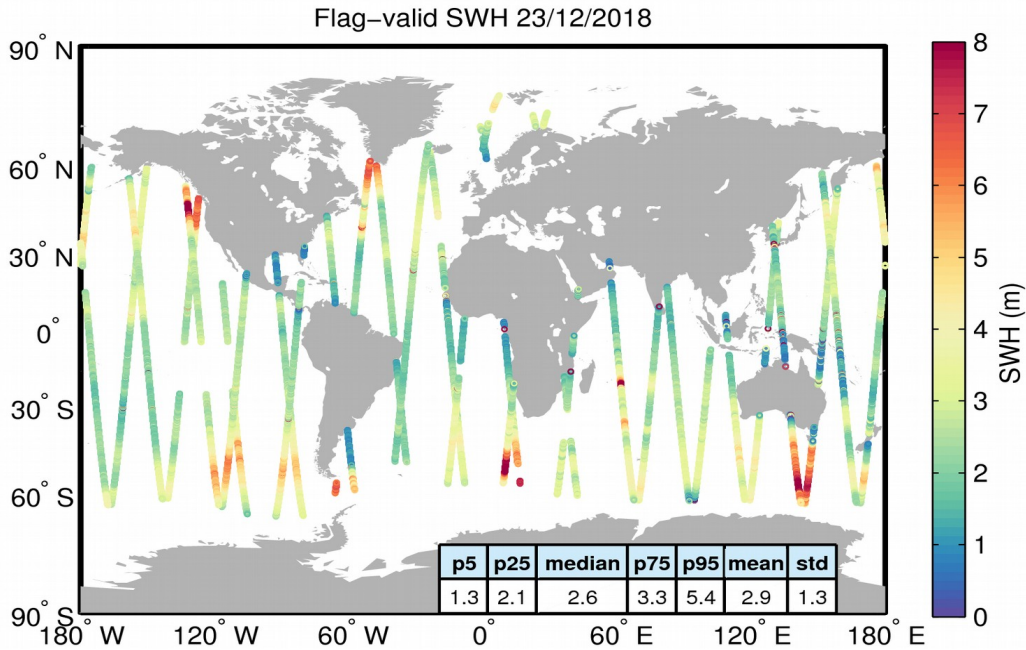 Flag−valid SWH 23/12/2018
90° N
60° N
30° N
0°
30° S
60° S
90° S
180° W
120° W
60° W
0°
60° E
120° E
180° E
8
7
6
5
4
3
2
1
0
SWH (m)
p5 p25 median p75 p95 mean std
1.3 2.1 2.6 3.3 5.4 2.9 1.3